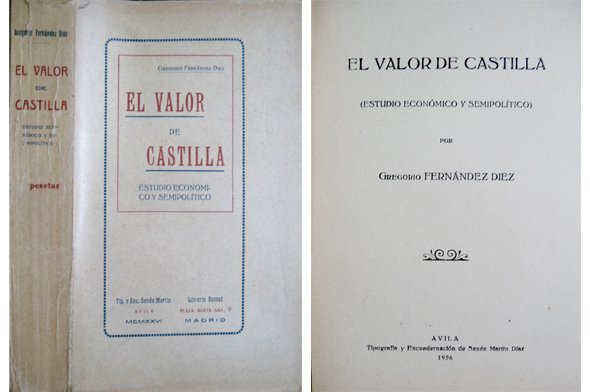 Gregorio Fernández Diez
EL VALOR
DE
CASTILLA
ESTUDIO ECO-
NÓMICO Y SE-
MIPOLÍTICO
pesetas
GREGORIO FERNÁNDEZ DIEZ
EL VALOR
DE
CASTILLA
ESTUDIO ECONÓMI-
CO Y SEMIPOLÍTICO
Tip. y Enc. Senén Martín
AVILA
MCMXXVI
Librería Dossat
PLAZA SANTA ANA, 9
MADRID
EL VALOR DE CASTILLA
(ESTUDIO ECONÓMICO Y SEMIPOLÍTICO)
POR
GREGORIO FERNÁNDEZ DIEZ
AVILA
Tipografía y Encuadernación de Senén Martín Díaz
1926